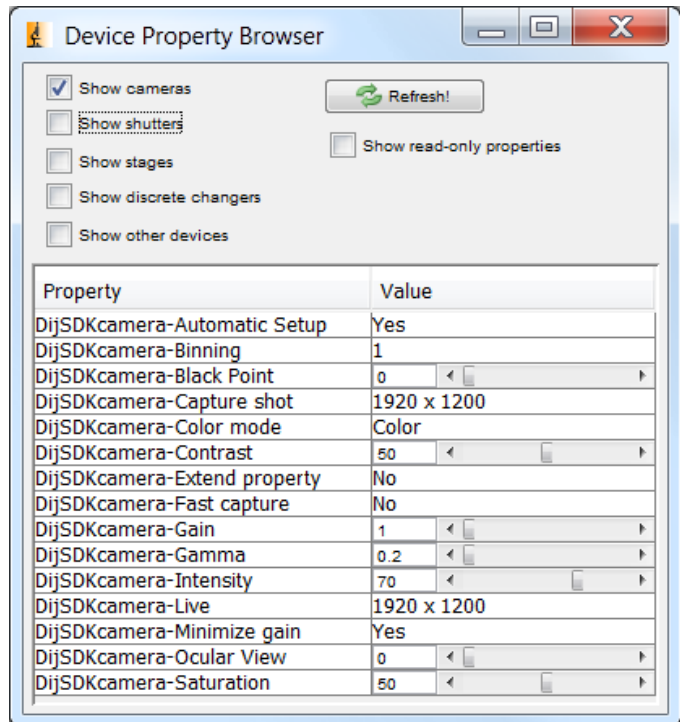 Device Property Browser
Show cameras
Refresh!
Show shutters
Show read-only properties
Show stages
Show discrete changers
Show other devices
Property Value
DijSDKcamera-Automatic Setup Yes
DijSDKcamera-Binning 1
DijSDKcamera-Black Point 0
DijSDKcamera-Capture shot 1920 x 1200
DijSDKcamera-Color mode Color
DijSDKcamera-Contrast 50
DijSDKcamera-Extend property No
DijSDKcamera-Fast capture No
DijSDKcamera-Gain 1
DijSDKcamera-Gamma 0.2
DijSDKcamera-Intensity 70
DijSDKcamera-Live 1920 x 1200
DijSDKcamera-Minimize gain Yes
DijSDKcamera-Ocular View 0
DijSDKcamera-Saturation 50